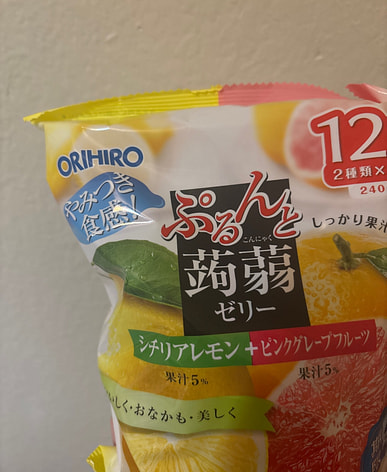 ORIHIRO
やみつき
食感!
12
2種類×
240
ぷるんと
こんにゃく
蒟蒻
ゼリー
しっかり果汁
シチリアレモン+ピンクグレープフルーツ
果汁5%
果汁5%
しく・おなかも・美しく